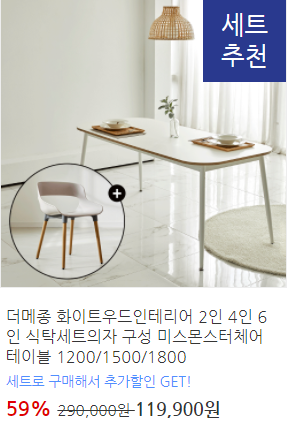 세트
추천
더메종 화이트우드인테리어 2인 4인 6
인 식탁세트의자 구성 미스몬스터체어
테이블 1200/1500/1800
세트로 구매해서 추가할인 GET!
59% 290,000원 119,900원